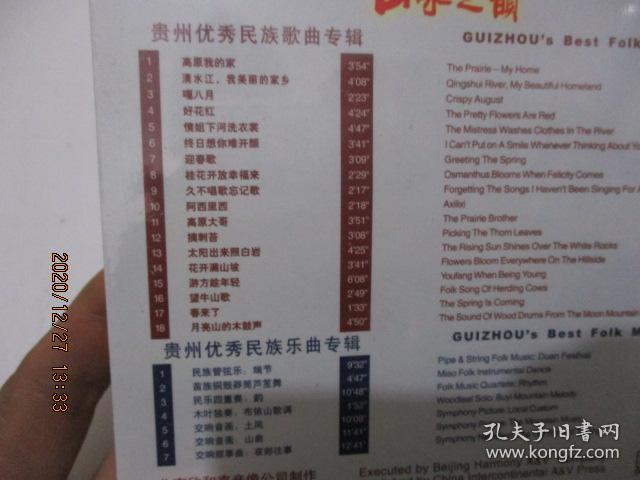 贵州优秀民族歌曲专辑
1 高原我的家 3'54"
2 清水江，我美丽的家乡 4'08"
3 嘎八月 2'23"
4 好花红 4'24"
5 情姐下河洗衣裳 4'47"
6 终日想你难开颜 3'41"
7 迎春歌 3'09"
8 桂花开放幸福来 2'29"
9 久不唱歌忘记歌 2'17"
10 阿西里西 2'18"
11 高原大哥 3'51"
12 摘刺苔 3'08"
13 太阳出来照白岩 4'25"
14 花开满山坡 3'41"
15 游方趁年轻 6'08"
16 望牛山歌 2'49"
17 春来了 1'33"
18 月亮山的木鼓声 4'50"
贵州优秀民族乐曲专辑
1 民族管弦乐：端节 9'32"
2 苗族铜鼓莽筒芦笙舞 4'47"
3 民乐四重奏：韵 10'48"
4 木叶独奏，布依山歌调 1'52"
5 交响音画，土风
6 交响音画，山曲 11'41"
7 交响叙事曲：夜郎往事 12'41"
GUIZHOU's Best Folk
The Prairie – My Home
Qingshui River, My Beautiful Homeland
Crispy August
The Pretty Flowers Are Red
The Mistress Washes Clothes In The River
I Can't Put on A Smile Whenever Thinking About Yo
Greeting The Spring
Osmanthus Blooms When Felicity Comes
Forgetting The Songs I Haven't Been Singing For A
Axilixi
The Prairie Brother
Picking The Thorn Leaves
The Rising Sun Shines Over The White Rocks
Flowers Bloom Everywhere On The Hillside
Youfang When Being Young
Folk Song Of Herding Cows
The Spring Is Coming
The Sound Of Wood Drums From The Moon Mountain
GUIZHOU's Best Folk M
Pipe & String Folk Music: Duan Festival
Miao Folk Instrumental Dance
Folk Music Quartets: Rhythm
Woodleaf Solo: Buyi Mountain Melody
Symphony Picture: Local Custom
Executed by Beijing Harmony A&V
China Intercontinental A&V Press
2020/12/27 13:33
孔夫子旧书网